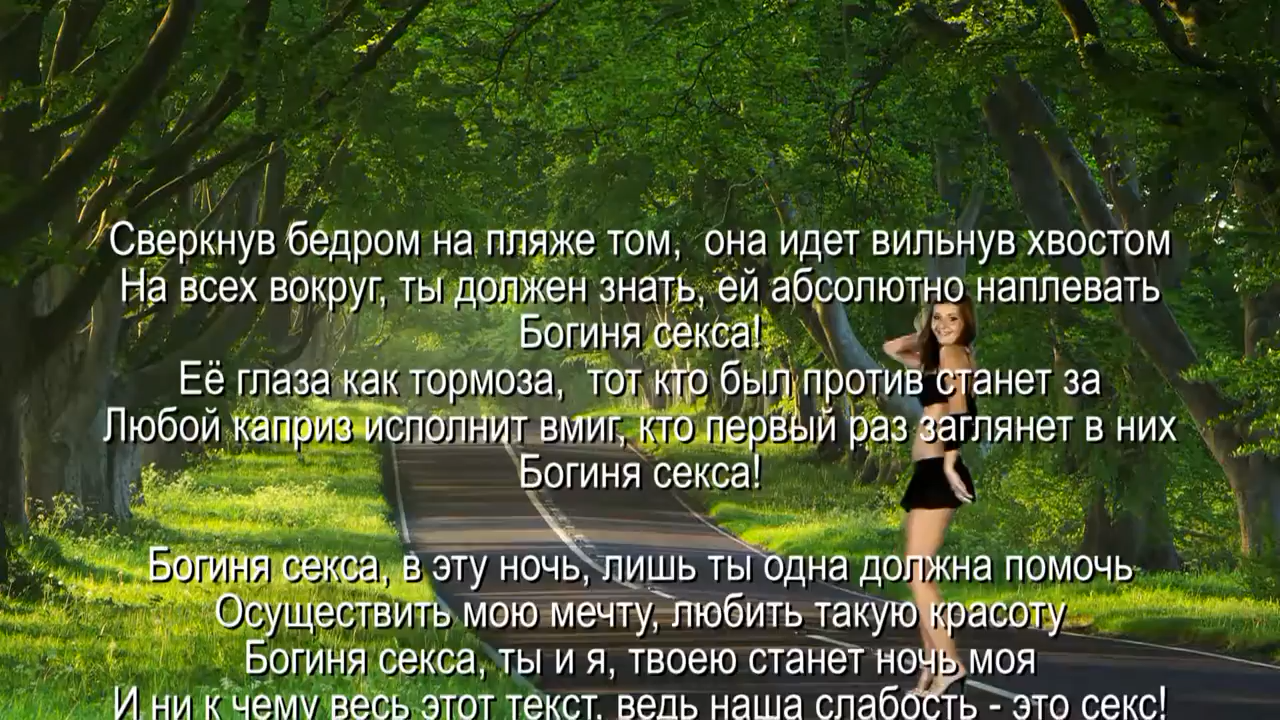 Сверкнув бедром на пляже том,  она идет вильнув хвостом
На всех вокруг, ты должен знать, ей абсолютно наплевать
Богиня секса!
Её глаза как тормоза,  тот кто был против станет за
Любой каприз исполнит вмиг, кто первый раз заглянет в них
Богиня секса!
Богиня секса, в эту ночь, лишь ты одна должна помочь
Осуществить мою мечту, любить такую красоту
Богиня секса, ты и я, твоею станет ночь моя
И ни к чему весь этот текст, ведь наша слабость - это секс!